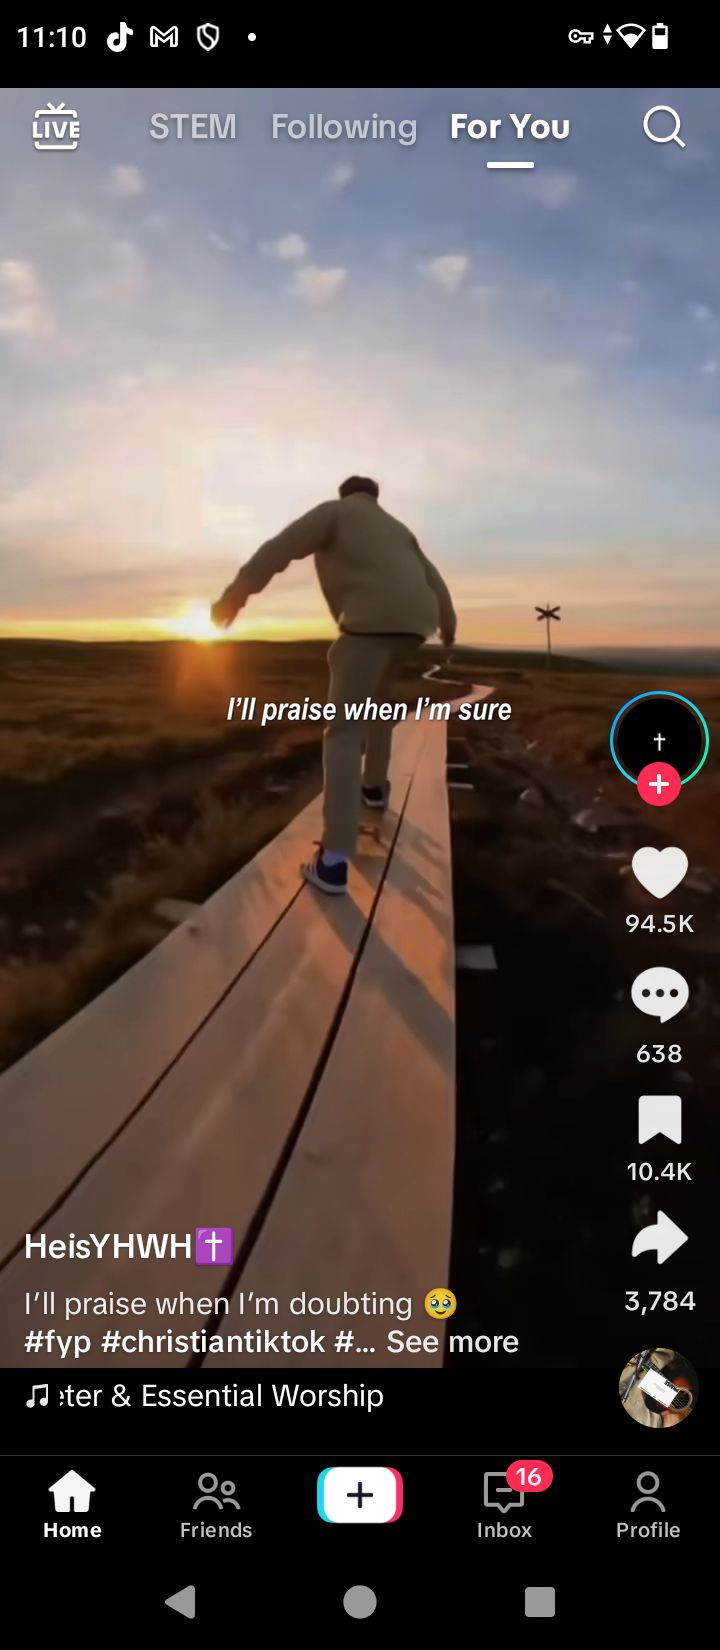 11:10
LIVE
STEM
Following
For You
I'll praise when I'm sure
94.5K
638
10.4K
3,784
HeisYHWH✝️
I'll praise when I'm doubting 🥹
#fyp #christiantiktok #... See more
eter & Essential Worship
Home
Friends
16
Inbox
Profile